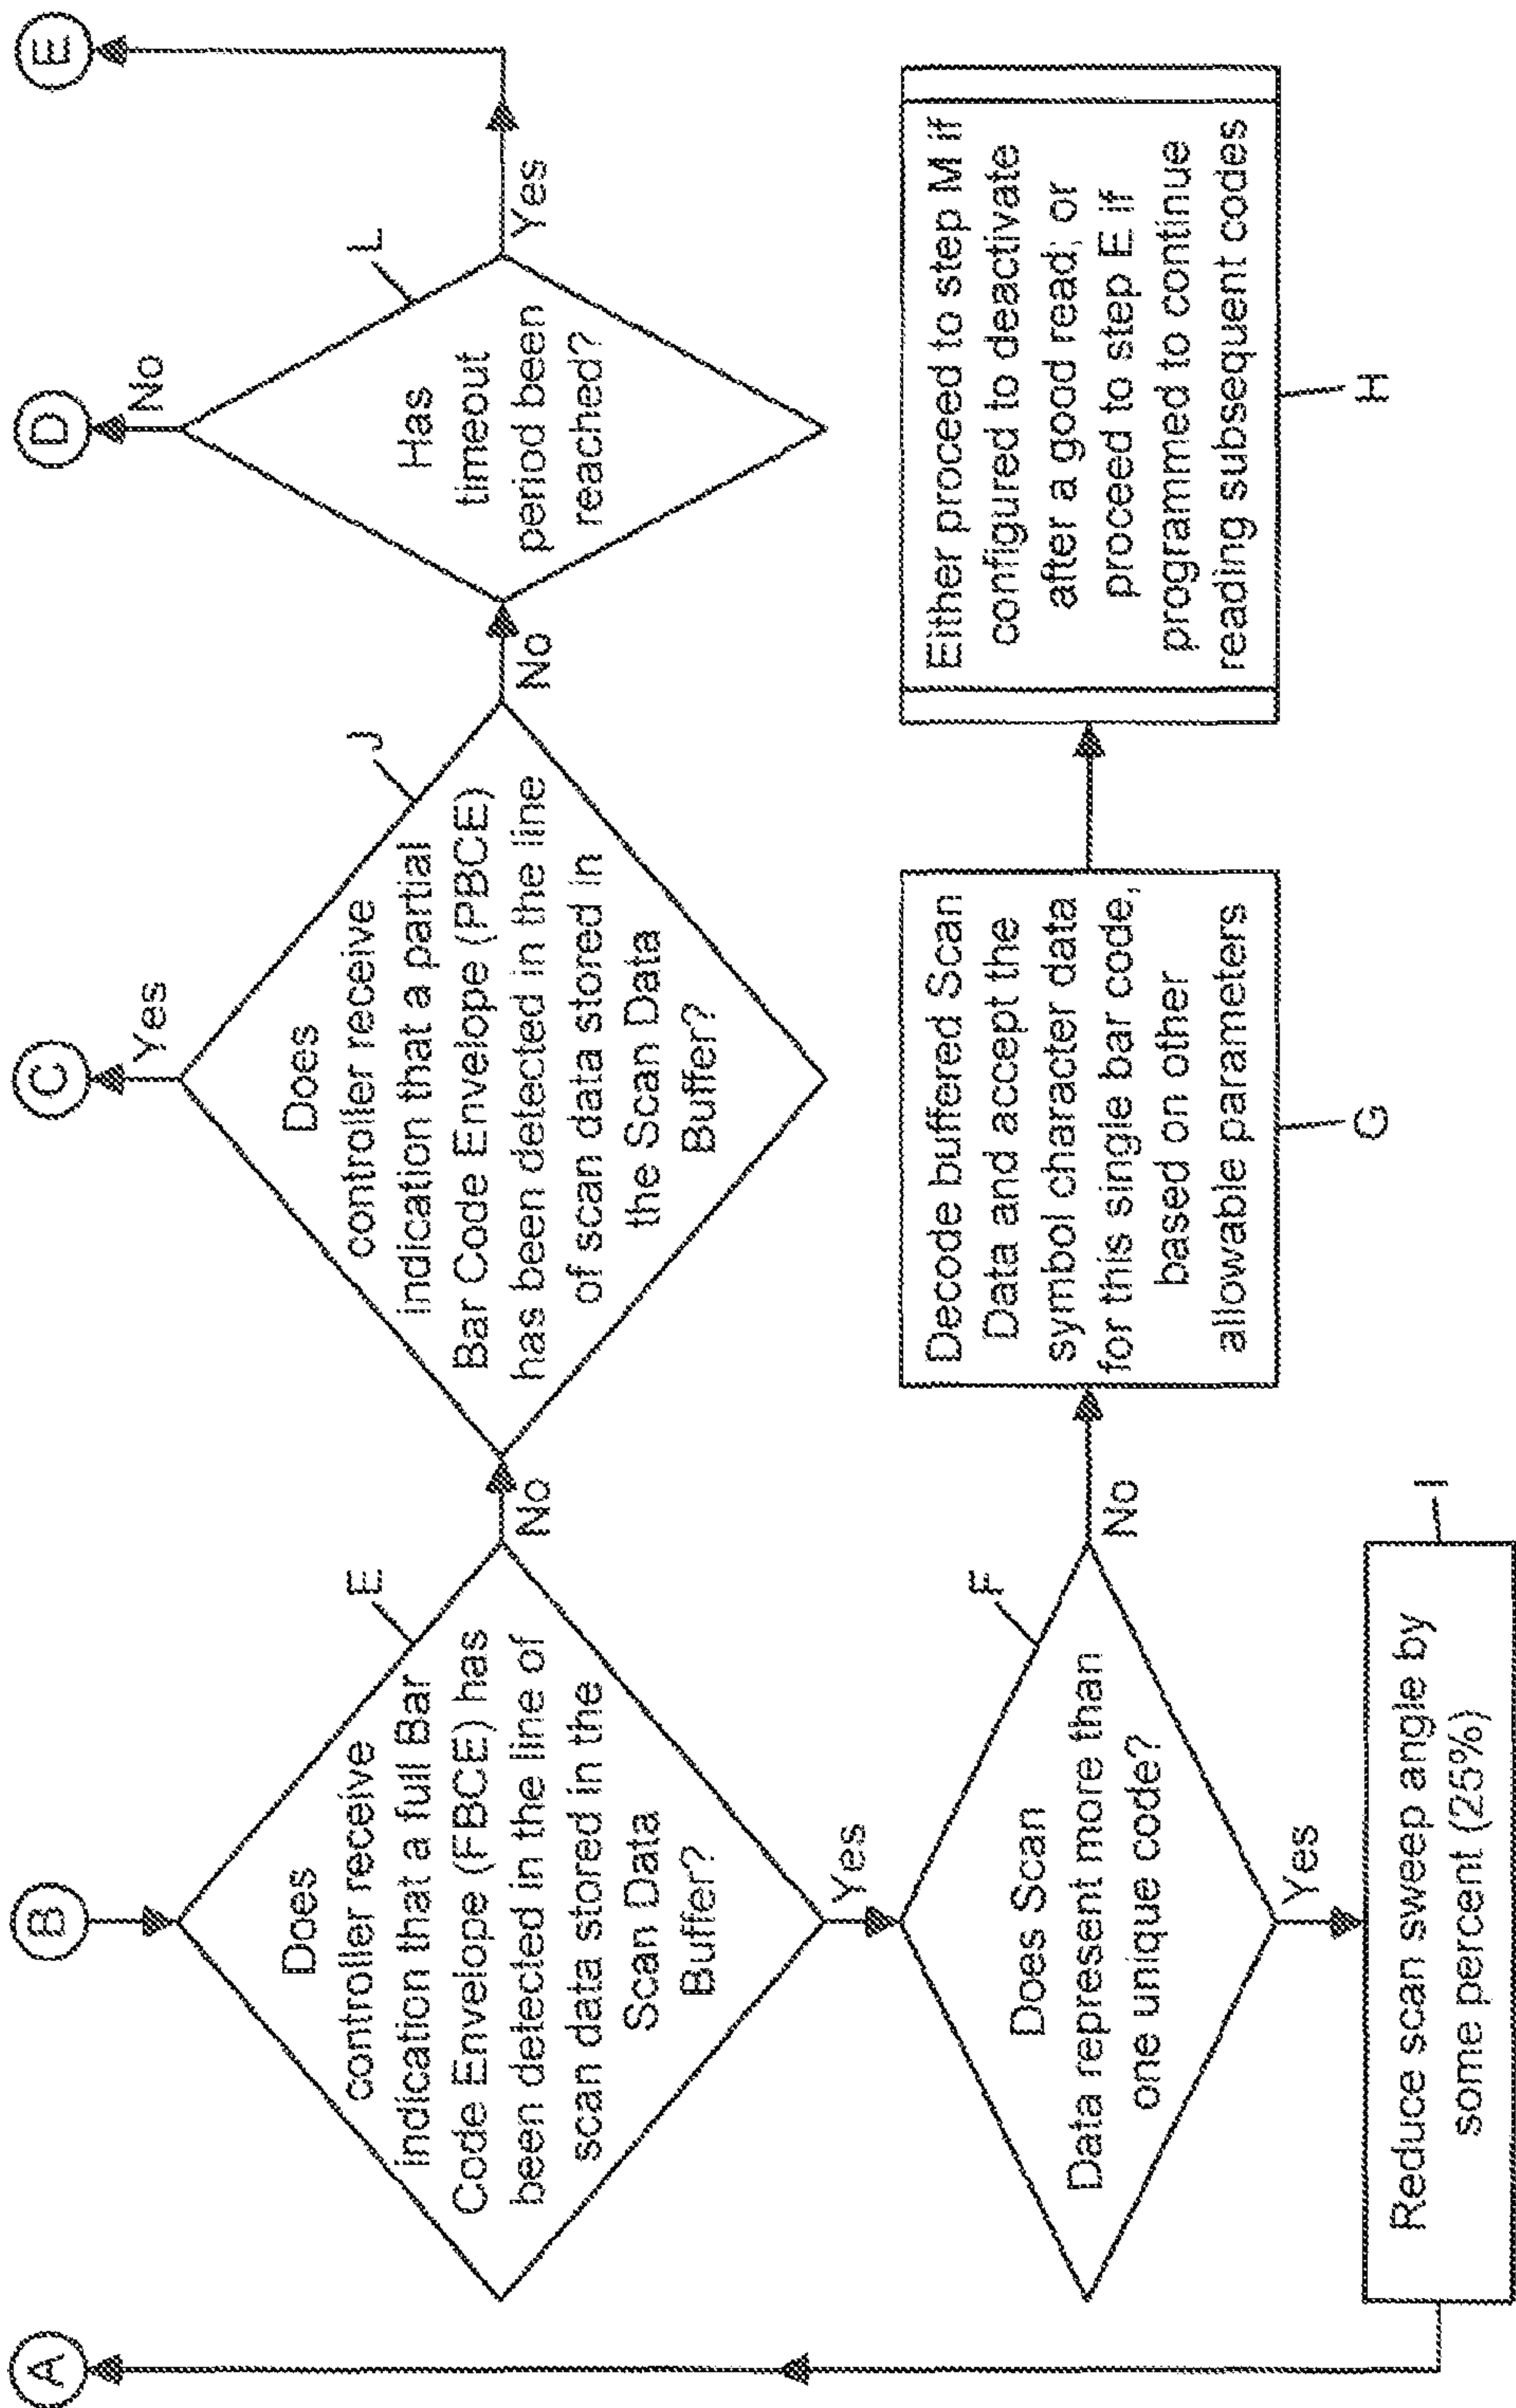 A
B
C
D
E
Does
controller receive
indication that a full Bar
Code Envelope (FBCE) has
been detected in the line of
scan data stored in the
Scan Data
Buffer?
E
No
Yes
Does
controller receive
indication that a partial
Bar Code Envelope (PBCE)
has been detected in the line
of scan data stored in
the Scan Data
Buffer?
J
Yes
No
Has
timeout
period been
reached?
L
No
Yes
Does Scan
Data represent more than
one unique code?
F
No
Yes
Decode buffered Scan
Data and accept the
symbol character data
for this single bar code,
based on other
allowable parameters
G
Either proceed to step M if
configured to deactivate
after a good read; or
proceed to step E if
programmed to continue
reading subsequent codes
H
Reduce scan sweep angle by
some percent (25%)
I